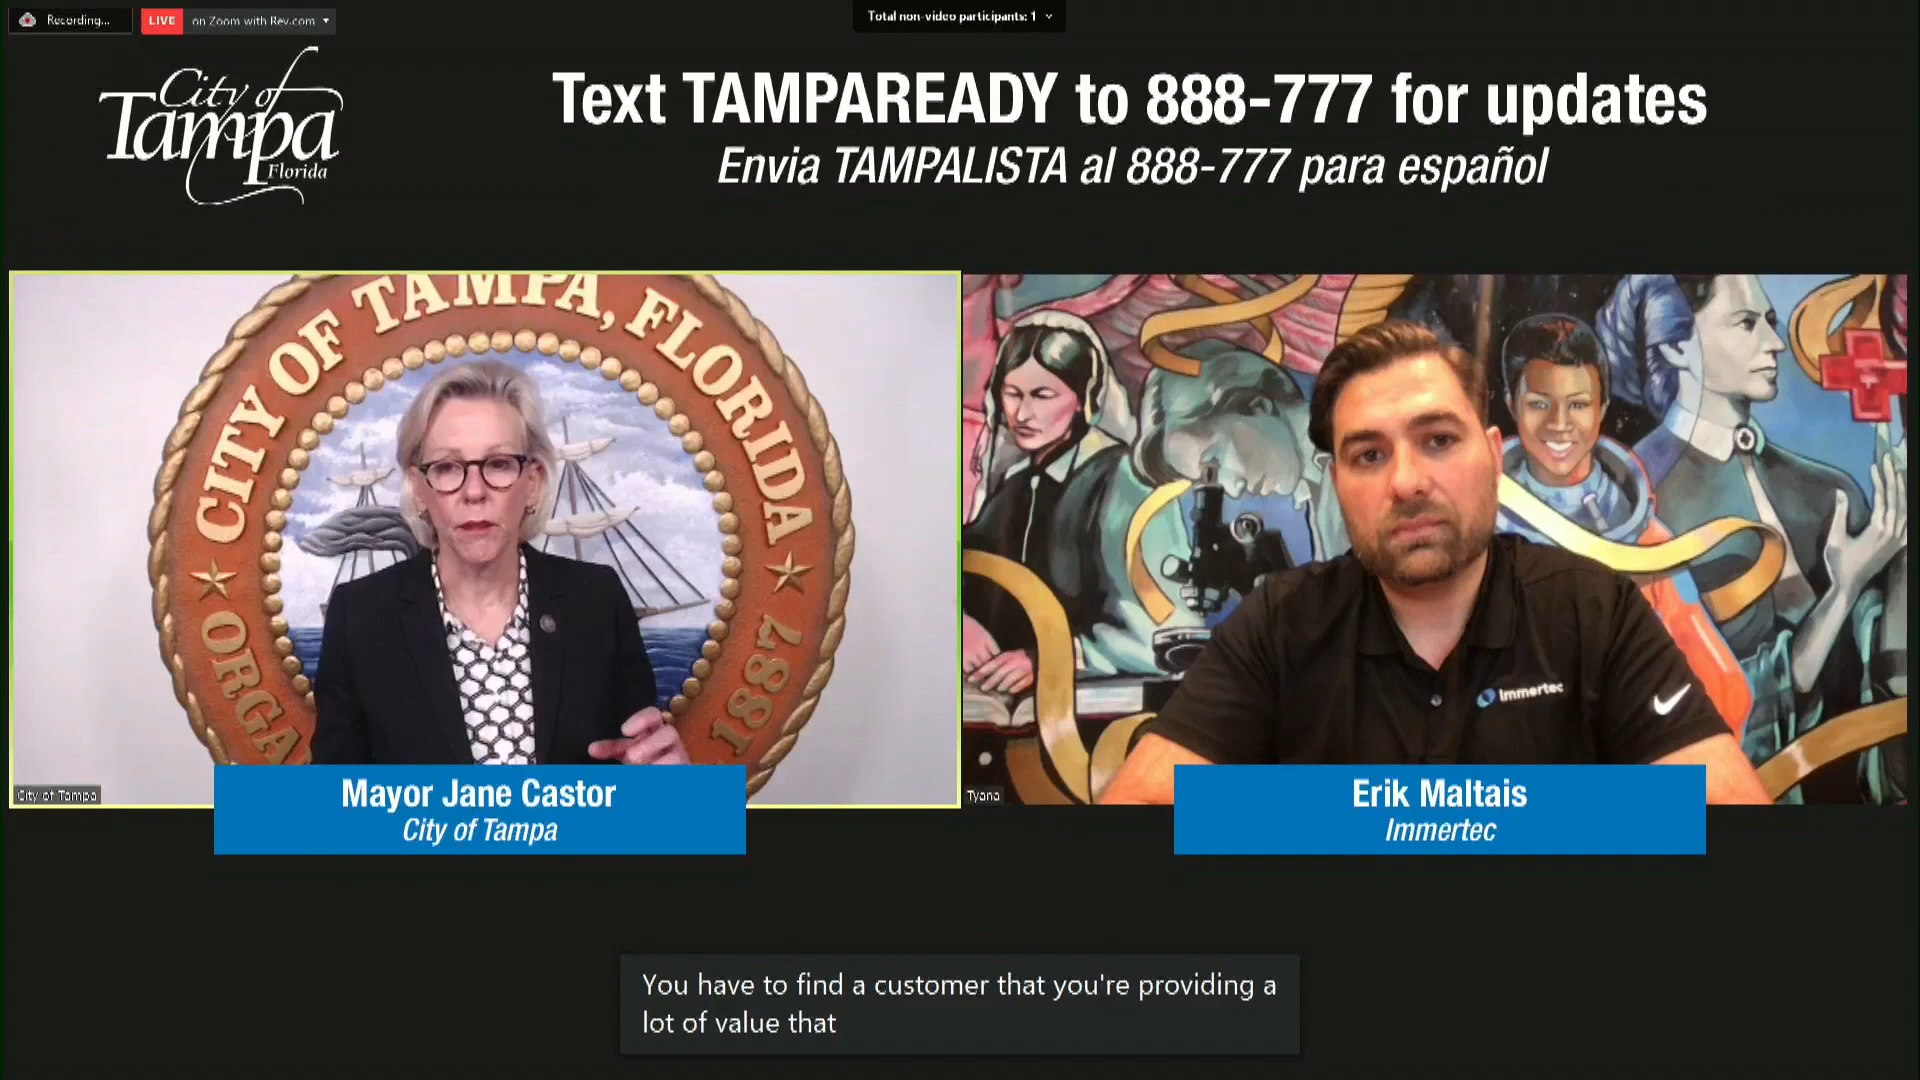 Recording...
LIVE on Zoom with Rev.com
Total non-video participants: 1
City of
Tampa
Florida
Text TAMPAREADY to 888-777 for updates
Envia TAMPALISTA al 888-777 para español
CITY OF TAMPA, FLORIDA
ORGA
1887
immertec
City of Tampa
Tyana
Mayor Jane Castor
City of Tampa
Erik Maltais
Immertec
You have to find a customer that you're providing a
lot of value that